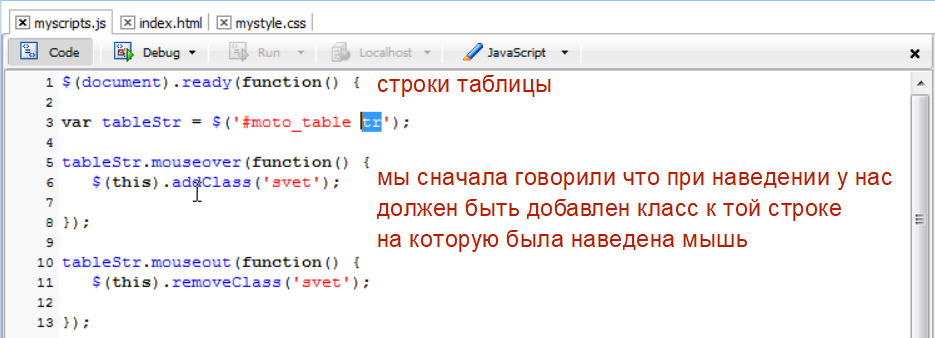 myscripts.js index.html mystyle.css
Code Debug Run Localhost JavaScript
1 $(document).ready(function() {
строки таблицы
2
3 var tableStr = $('#moto_table tr');
4
5 tableStr.mouseover(function() {
6 $(this).addClass('svet');
7
8 });
мы сначала говорили что при наведении у нас
должен быть добавлен класс к той строке
на которую была наведена мышь
9
10 tableStr.mouseout(function() {
11 $(this).removeClass('svet');
12
13 });